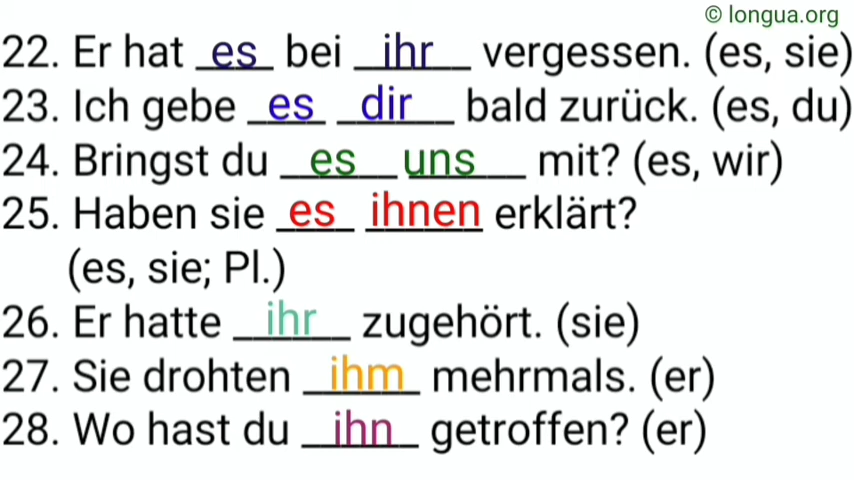 © longua.org
22. Er hat es bei ihr vergessen. (es, sie)
23. Ich gebe es dir bald zurück. (es, du)
24. Bringst du es uns mit? (es, wir)
25. Haben sie es ihnen erklärt?
(es, sie; Pl.)
26. Er hatte ihr zugehört. (sie)
27. Sie drohten ihm mehrmals. (er)
28. Wo hast du ihn getroffen? (er)